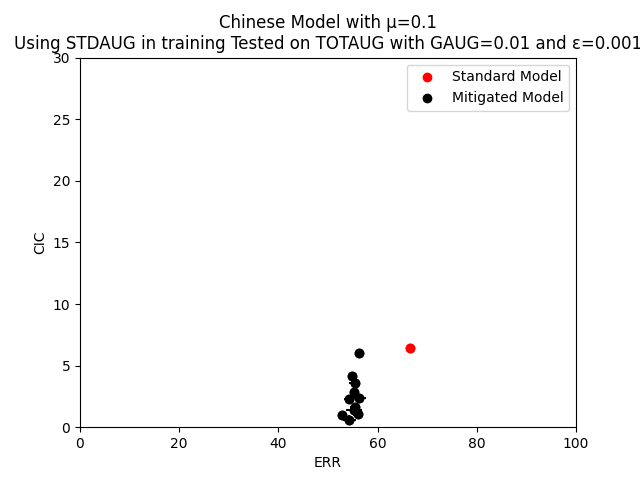 Chinese Model with μ=0.1
Using STDAUG in training Tested on TOTAUG with GAUG=0.01 and ε=0.001
Standard Model
Mitigated Model
30
25
20
15
10
5
0
CIC
0 20 40 60 80 100
ERR